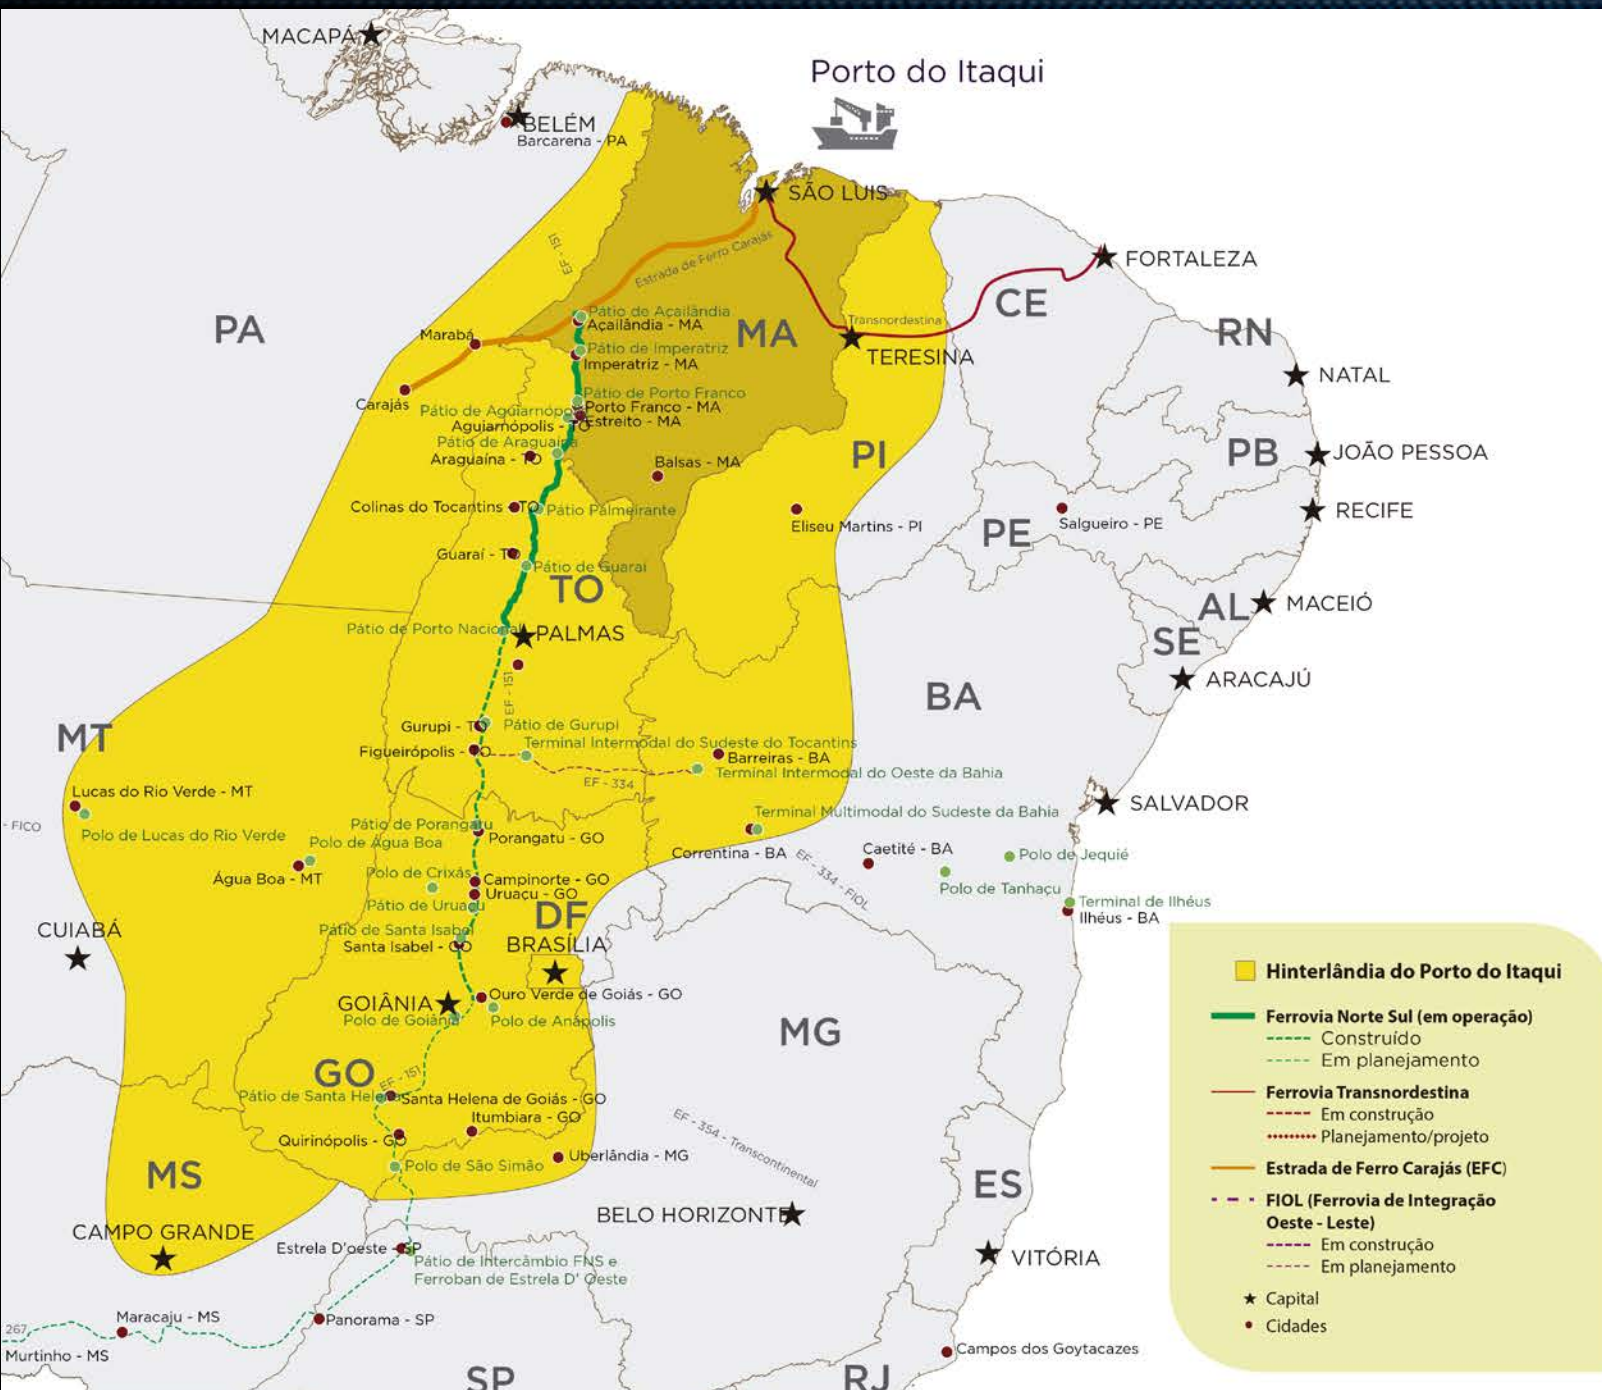 MACAPÁ
Porto do Itaqui
BELÉM
Barcarena - PA
SÃO LUIS
EF - 151
Estrada de Ferro Carajás
FORTALEZA
CE
PA
Pátio de Açailândia
Açailândia - MA
MA
Transnordestina
RN
Marabá
Pátio de Imperatriz
Imperatriz - MA
TERESINA
NATAL
Carajás
Pátio de Porto Franco
Porto Franco - MA
Pátio de Aguiarnópo
Aguiarnópolis - TO
Estreito - MA
Pátio de Araguaína
Araguaína - TO
Balsas - MA
PI
PB
JOÃO PESSOA
Colinas do Tocantins - TO
Pátio Palmeirante
Eliseu Martins - PI
PE
Salgueiro - PE
RECIFE
Guaraí - TO
Pátio de Guaraí
TO
AL
MACEIÓ
Pátio de Porto Nacional
PALMAS
SE
ARACAJÚ
EF - 151
BA
MT
Gurupi - TO
Pátio de Gurupi
Figueirópolis - TO
Terminal Intermodal do Sudeste do Tocantins
Barreiras - BA
Terminal Intermodal do Oeste da Bahia
EF - 334
Lucas do Rio Verde - MT
Polo de Lucas do Rio Verde
- FICO
SALVADOR
Terminal Multimodal do Sudeste da Bahia
Pátio de Porangatu
Porangatu - GO
Polo de Água Boa
Água Boa - MT
Correntina - BA
EF - 334 - FIOL
Caetité - BA
Polo de Jequié
Polo de Tanhaçu
Polo de Crixás
Campinorte - GO
Uruaçu - GO
Pátio de Uruaçu
Terminal de Ilhéus
Ilhéus - BA
DF
CUIABÁ
Pátio de Santa Isabel
Santa Isabel - GO
BRASÍLIA
GOIÂNIA
Ouro Verde de Goiás - GO
Polo de Goiânia
Polo de Anápolis
MG
GO
EF - 151
Pátio de Santa Helena
Santa Helena de Goiás - GO
Itumbiara - GO
EF - 354 - Transcontinental
Quirinópolis - GO
Polo de São Simão
Uberlândia - MG
MS
ES
CAMPO GRANDE
BELO HORIZONTE
Estrela D'oeste - SP
Pátio de Intercâmbio FNS e
Ferroban de Estrela D' Oeste
VITÓRIA
Maracaju - MS
Panorama - SP
267
Murtinho - MS
Campos dos Goytacazes
SP
RJ
Hinterlândia do Porto do Itaqui
Ferrovia Norte Sul (em operação)
Construído
Em planejamento
Ferrovia Transnordestina
Em construção
Planejamento/projeto
Estrada de Ferro Carajás (EFC)
FIOL (Ferrovia de Integração
Oeste - Leste)
Em construção
Em planejamento
Capital
Cidades